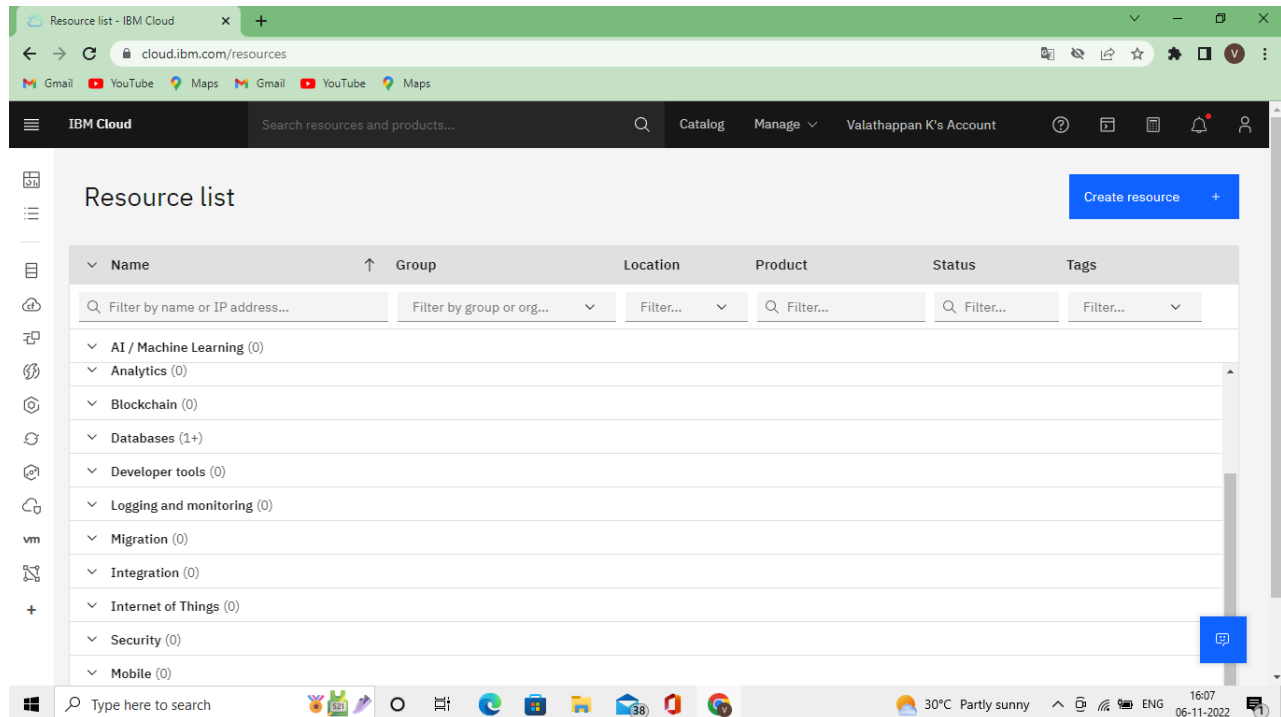 Resource list - IBM Cloud
cloud.ibm.com/resources
V
Gmail YouTube Maps Gmail YouTube Maps
IBM Cloud Search resources and products... Catalog Manage Valathappan K's Account
Resource list
Create resource +
Name Group Location Product Status Tags
Filter by name or IP address... Filter by group or org... Filter... Filter... Filter... Filter...
AI / Machine Learning (0)
Analytics (0)
Blockchain (0)
Databases (1+)
Developer tools (0)
Logging and monitoring (0)
Migration (0)
Integration (0)
Internet of Things (0)
Security (0)
Mobile (0)
cf
vm
Type here to search
521
38
30°C Partly sunny
ENG
16:07
06-11-2022
1